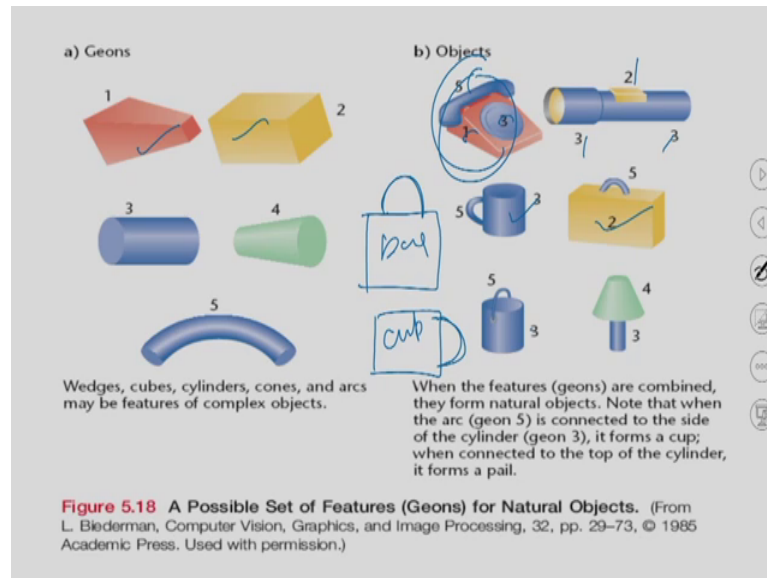 a) Geons
b) Objects
1
2
3
4
5
5
1
3
2
3
3
5
3
5
2
5
3
4
3
cup
Wedges, cubes, cylinders, cones, and arcs
may be features of complex objects.
When the features (geons) are combined,
they form natural objects. Note that when
the arc (geon 5) is connected to the side
of the cylinder (geon 3), it forms a cup;
when connected to the top of the cylinder,
it forms a pail.
Figure 5.18 A Possible Set of Features (Geons) for Natural Objects. (From
L. Biederman, Computer Vision, Graphics, and Image Processing, 32, pp. 29–73, © 1985
Academic Press. Used with permission.)